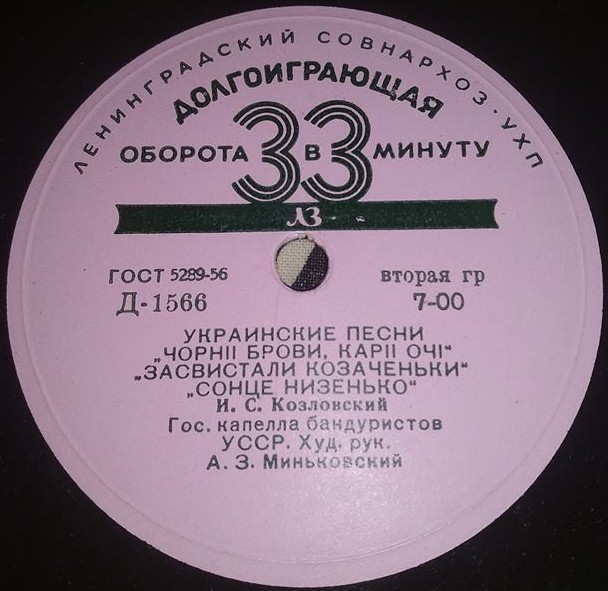 ЛЕНИНГРАДСКИЙ СОВНАРХОЗ · УХП
ДОЛГОИГРАЮЩАЯ
ОБОРОТА 33 МИНУТУ
В
ЛЗ
ГОСТ 5289-56 вторая гр
Д-1566 7-00
УКРАИНСКИЕ ПЕСНИ
„ЧОРНІІ БРОВИ, КАРІІ ОЧІ“
„ЗАСВИСТАЛИ КОЗАЧЕНЬКИ“
„СОНЦЕ НИЗЕНЬКО“
И. С. Козловский
Гос. капелла бандуристов
УССР. Худ. рук.
А. З. Миньковский